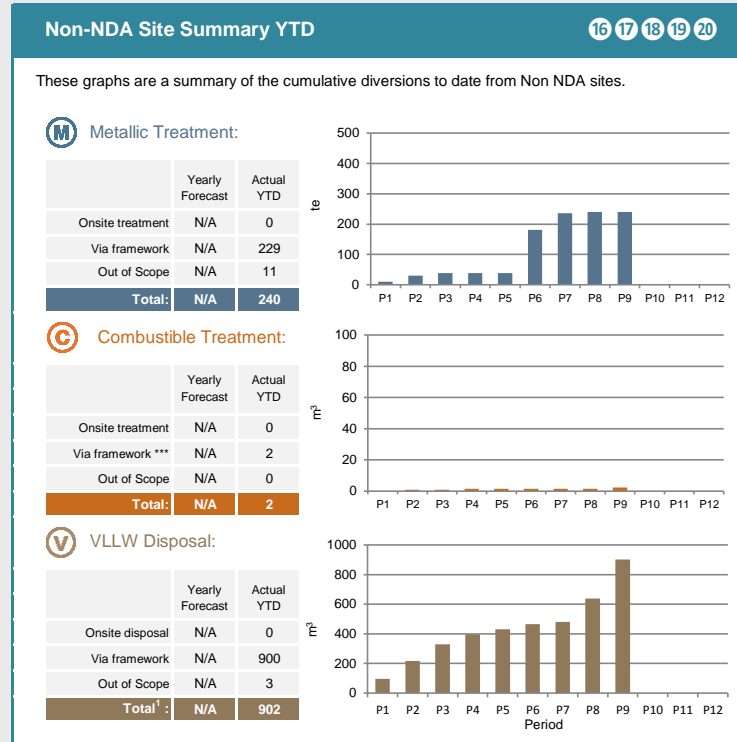 Non-NDA Site Summary YTD
16 17 18 19 20
These graphs are a summary of the cumulative diversions to date from Non NDA sites.
M Metallic Treatment:
Yearly Forecast Actual YTD
Onsite treatment N/A 0
Via framework N/A 229
Out of Scope N/A 11
Total: N/A 240
te
500
400
300
200
100
0
P1 P2 P3 P4 P5 P6 P7 P8 P9 P10 P11 P12
C Combustible Treatment:
Yearly Forecast Actual YTD
Onsite treatment N/A 0
Via framework *** N/A 2
Out of Scope N/A 0
Total: N/A 2
m³
100
80
60
40
20
0
P1 P2 P3 P4 P5 P6 P7 P8 P9 P10 P11 P12
V VLLW Disposal:
Yearly Forecast Actual YTD
Onsite disposal N/A 0
Via framework N/A 900
Out of Scope N/A 3
Total¹ : N/A 902
m³
1000
800
600
400
200
0
P1 P2 P3 P4 P5 P6 P7 P8 P9 P10 P11 P12
Period